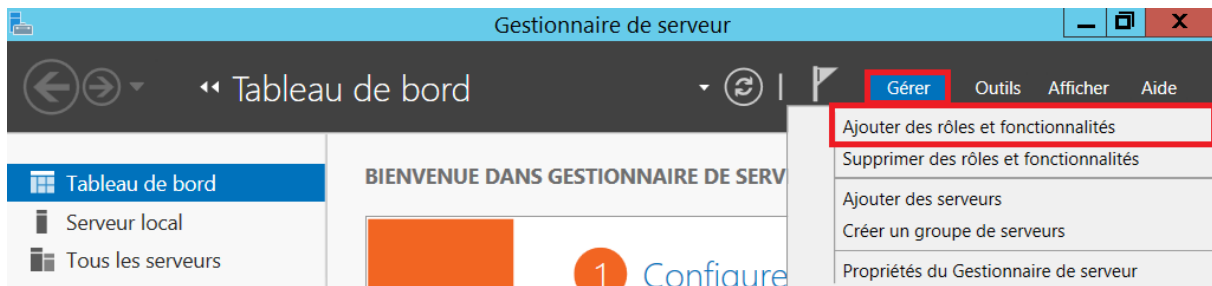 Gestionnaire de serveur
Tableau de bord
Gérer Outils Afficher Aide
Ajouter des rôles et fonctionnalités
Supprimer des rôles et fonctionnalités
Ajouter des serveurs
Créer un groupe de serveurs
Propriétés du Gestionnaire de serveur
Tableau de bord
Serveur local
Tous les serveurs
BIENVENUE DANS GESTIONNAIRE DE SERV
1 Configure